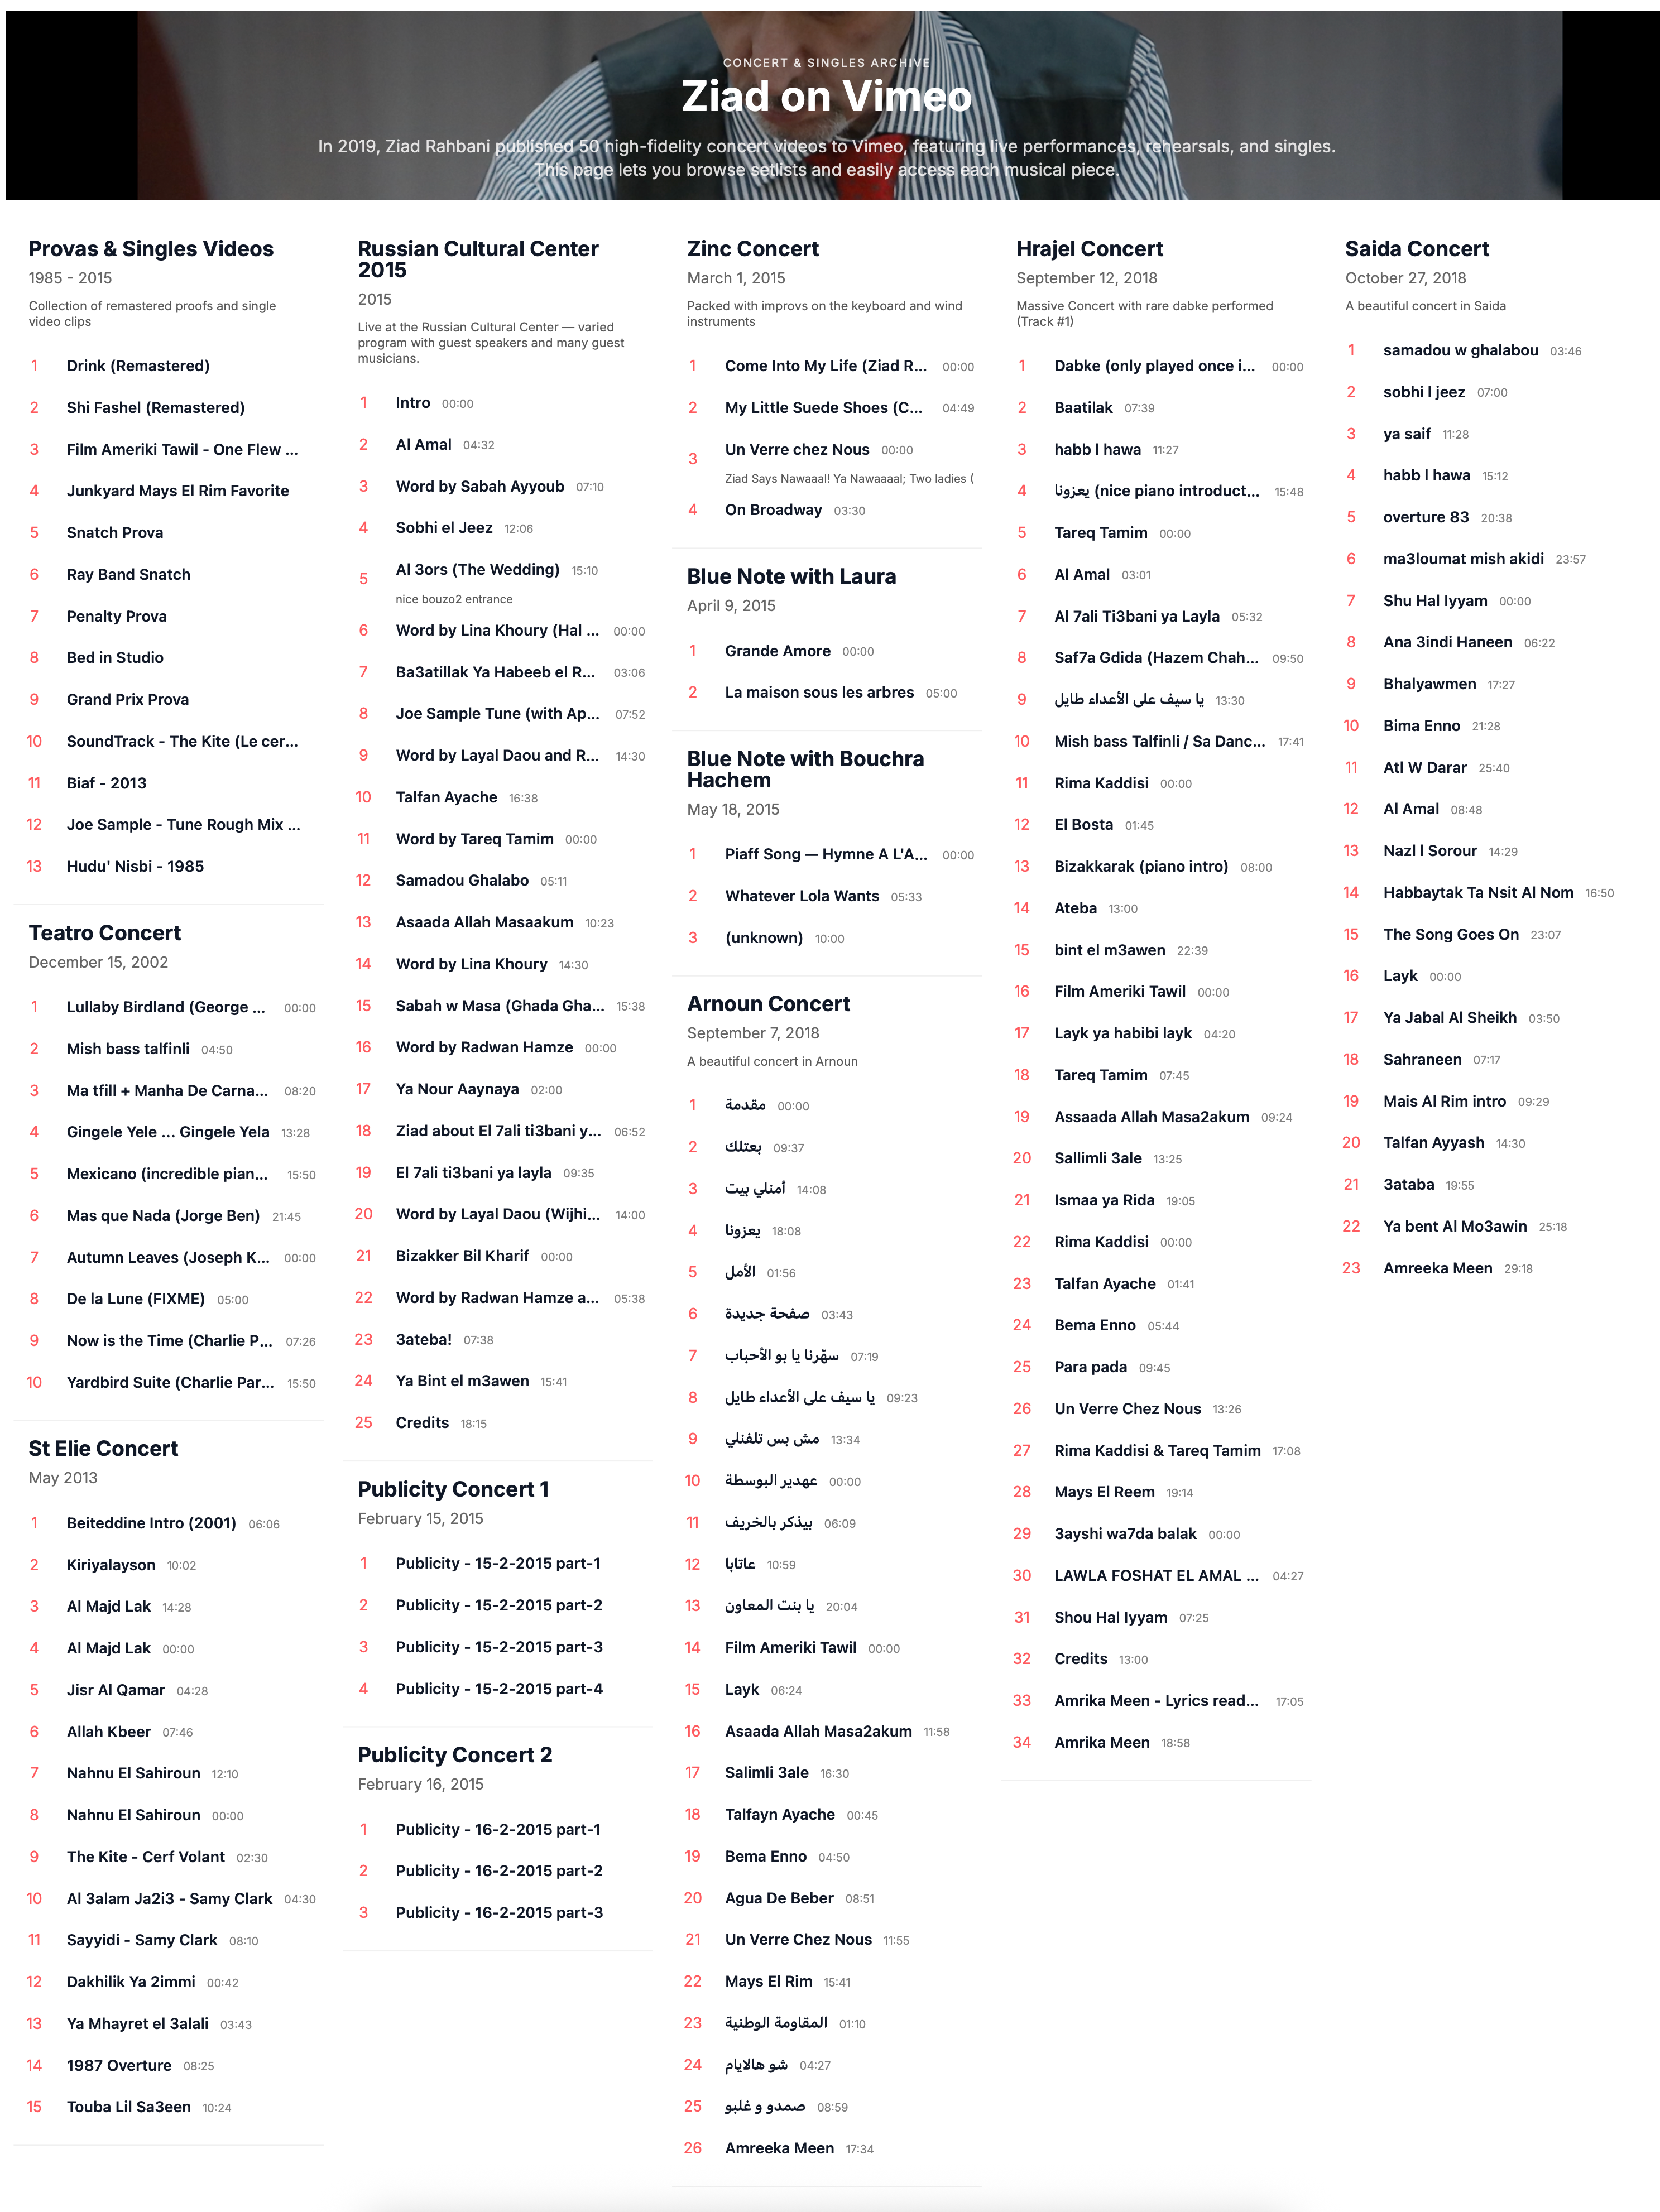 CONCERT & SINGLES ARCHIVE
Ziad on Vimeo
In 2019, Ziad Rahbani published 50 high-fidelity concert videos to Vimeo, featuring live performances, rehearsals, and singles.
This page lets you browse setlists and easily access each musical piece.
Provas & Singles Videos
1985 - 2015
Collection of remastered proofs and single
video clips
1 Drink (Remastered)
2 Shi Fashel (Remastered)
3 Film Ameriki Tawil - One Flew ...
4 Junkyard Mays El Rim Favorite
5 Snatch Prova
6 Ray Band Snatch
7 Penalty Prova
8 Bed in Studio
9 Grand Prix Prova
10 SoundTrack - The Kite (Le cer...
11 Biaf - 2013
12 Joe Sample - Tune Rough Mix ...
13 Hudu' Nisbi - 1985
Teatro Concert
December 15, 2002
1 Lullaby Birdland (George ... 00:00
2 Mish bass talfinli 04:50
3 Ma tfill + Manha De Carna... 08:20
4 Gingele Yele ... Gingele Yela 13:28
5 Mexicano (incredible pian... 15:50
6 Mas que Nada (Jorge Ben) 21:45
7 Autumn Leaves (Joseph K... 00:00
8 De la Lune (FIXME) 05:00
9 Now is the Time (Charlie P... 07:26
10 Yardbird Suite (Charlie Par... 15:50
St Elie Concert
May 2013
1 Beiteddine Intro (2001) 06:06
2 Kiriyalayson 10:02
3 Al Majd Lak 14:28
4 Al Majd Lak 00:00
5 Jisr Al Qamar 04:28
6 Allah Kbeer 07:46
7 Nahnu El Sahiroun 12:10
8 Nahnu El Sahiroun 00:00
9 The Kite - Cerf Volant 02:30
10 Al 3alam Ja2i3 - Samy Clark 04:30
11 Sayyidi - Samy Clark 08:10
12 Dakhilik Ya 2immi 00:42
13 Ya Mhayret el 3alali 03:43
14 1987 Overture 08:25
15 Touba Lil Sa3een 10:24
Russian Cultural Center
2015
2015
Live at the Russian Cultural Center — varied
program with guest speakers and many guest
musicians.
1 Intro 00:00
2 Al Amal 04:32
3 Word by Sabah Ayyoub 07:10
4 Sobhi el Jeez 12:06
5 Al 3ors (The Wedding) 15:10
nice bouzo2 entrance
6 Word by Lina Khoury (Hal ... 00:00
7 Ba3atillak Ya Habeeb el R... 03:06
8 Joe Sample Tune (with Ap... 07:52
9 Word by Layal Daou and R... 14:30
10 Talfan Ayache 16:38
11 Word by Tareq Tamim 00:00
12 Samadou Ghalabo 05:11
13 Asaada Allah Masaakum 10:23
14 Word by Lina Khoury 14:30
15 Sabah w Masa (Ghada Gha... 15:38
16 Word by Radwan Hamze 00:00
17 Ya Nour Aaynaya 02:00
18 Ziad about El 7ali ti3bani y... 06:52
19 El 7ali ti3bani ya layla 09:35
20 Word by Layal Daou (Wijhi... 14:00
21 Bizakker Bil Kharif 00:00
22 Word by Radwan Hamze a... 05:38
23 3ateba! 07:38
24 Ya Bint el m3awen 15:41
25 Credits 18:15
Publicity Concert 1
February 15, 2015
1 Publicity - 15-2-2015 part-1
2 Publicity - 15-2-2015 part-2
3 Publicity - 15-2-2015 part-3
4 Publicity - 15-2-2015 part-4
Publicity Concert 2
February 16, 2015
1 Publicity - 16-2-2015 part-1
2 Publicity - 16-2-2015 part-2
3 Publicity - 16-2-2015 part-3
Zinc Concert
March 1, 2015
Packed with improvs on the keyboard and wind
instruments
1 Come Into My Life (Ziad R... 00:00
2 My Little Suede Shoes (C... 04:49
3 Un Verre chez Nous 00:00
Ziad Says Nawaaal! Ya Nawaaaal; Two ladies (
4 On Broadway 03:30
Blue Note with Laura
April 9, 2015
1 Grande Amore 00:00
2 La maison sous les arbres 05:00
Blue Note with Bouchra
Hachem
May 18, 2015
1 Piaff Song — Hymne A L'A... 00:00
2 Whatever Lola Wants 05:33
3 (unknown) 10:00
Arnoun Concert
September 7, 2018
A beautiful concert in Arnoun
1 مقدمة 00:00
2 بعتلك 09:37
3 أمنلي بيت 14:08
4 يعزونا 18:08
5 الأمل 01:56
6 صفحة جديدة 03:43
7 سهّرنا يا بو الأحباب 07:19
8 يا سيف على الأعداء طايل 09:23
9 مش بس تلفنلي 13:34
10 عهدير البوسطة 00:00
11 بيذكر بالخريف 06:09
12 عاتابا 10:59
13 يا بنت المعاون 20:04
14 Film Ameriki Tawil 00:00
15 Layk 06:24
16 Asaada Allah Masa2akum 11:58
17 Salimli 3ale 16:30
18 Talfayn Ayache 00:45
19 Bema Enno 04:50
20 Agua De Beber 08:51
21 Un Verre Chez Nous 11:55
22 Mays El Rim 15:41
23 المقاومة الوطنية 01:10
24 شو هالايام 04:27
25 صمدو و غلبو 08:59
26 Amreeka Meen 17:34
Hrajel Concert
September 12, 2018
Massive Concert with rare dabke performed
(Track #1)
1 Dabke (only played once i... 00:00
2 Baatilak 07:39
3 habb l hawa 11:27
4 يعزونا (nice piano introduct... 15:48
5 Tareq Tamim 00:00
6 Al Amal 03:01
7 Al 7ali Ti3bani ya Layla 05:32
8 Saf7a Gdida (Hazem Chah... 09:50
9 يا سيف على الأعداء طايل 13:30
10 Mish bass Talfinli / Sa Danc... 17:41
11 Rima Kaddisi 00:00
12 El Bosta 01:45
13 Bizakkarak (piano intro) 08:00
14 Ateba 13:00
15 bint el m3awen 22:39
16 Film Ameriki Tawil 00:00
17 Layk ya habibi layk 04:20
18 Tareq Tamim 07:45
19 Assaada Allah Masa2akum 09:24
20 Sallimli 3ale 13:25
21 Ismaa ya Rida 19:05
22 Rima Kaddisi 00:00
23 Talfan Ayache 01:41
24 Bema Enno 05:44
25 Para pada 09:45
26 Un Verre Chez Nous 13:26
27 Rima Kaddisi & Tareq Tamim 17:08
28 Mays El Reem 19:14
29 3ayshi wa7da balak 00:00
30 LAWLA FOSHAT EL AMAL ... 04:27
31 Shou Hal Iyyam 07:25
32 Credits 13:00
33 Amrika Meen - Lyrics read... 17:05
34 Amrika Meen 18:58
Saida Concert
October 27, 2018
A beautiful concert in Saida
1 samadou w ghalabou 03:46
2 sobhi l jeez 07:00
3 ya saif 11:28
4 habb l hawa 15:12
5 overture 83 20:38
6 ma3loumat mish akidi 23:57
7 Shu Hal Iyyam 00:00
8 Ana 3indi Haneen 06:22
9 Bhalyawmen 17:27
10 Bima Enno 21:28
11 Atl W Darar 25:40
12 Al Amal 08:48
13 Nazl l Sorour 14:29
14 Habbaytak Ta Nsit Al Nom 16:50
15 The Song Goes On 23:07
16 Layk 00:00
17 Ya Jabal Al Sheikh 03:50
18 Sahraneen 07:17
19 Mais Al Rim intro 09:29
20 Talfan Ayyash 14:30
21 3ataba 19:55
22 Ya bent Al Mo3awin 25:18
23 Amreeka Meen 29:18